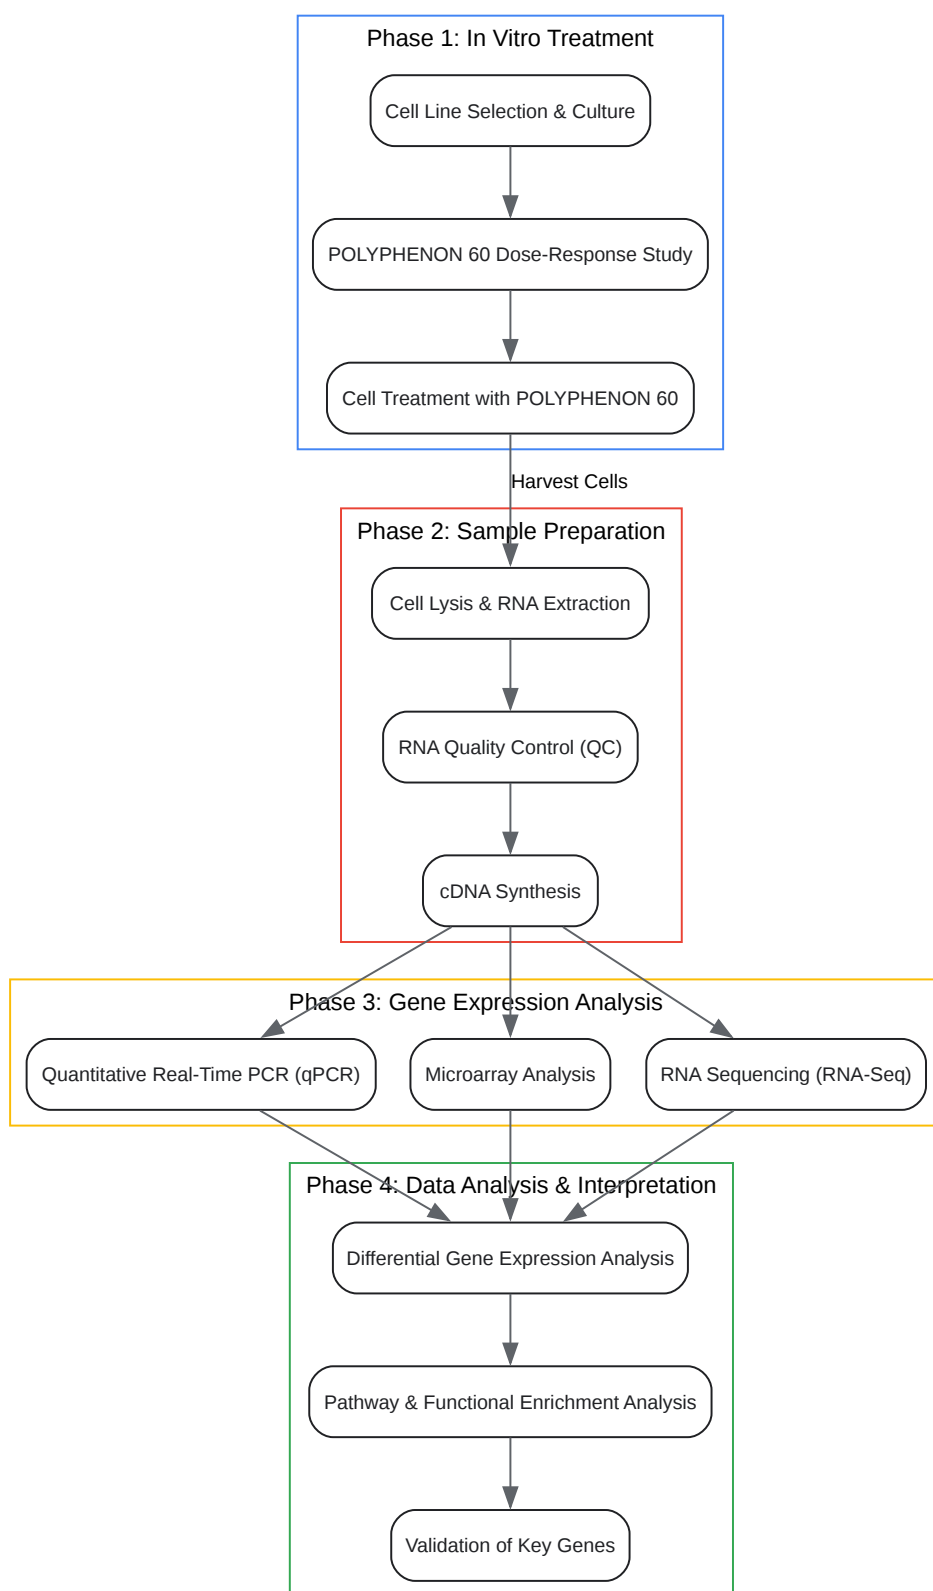 Phase 1: In Vitro Treatment
Cell Line Selection & Culture
POLYPHENON 60 Dose-Response Study
Cell Treatment with POLYPHENON 60
Harvest Cells
Phase 2: Sample Preparation
Cell Lysis & RNA Extraction
RNA Quality Control (QC)
cDNA Synthesis
Phase 3: Gene Expression Analysis
Quantitative Real-Time PCR (qPCR)
Microarray Analysis
RNA Sequencing (RNA-Seq)
Phase 4: Data Analysis & Interpretation
Differential Gene Expression Analysis
Pathway & Functional Enrichment Analysis
Validation of Key Genes